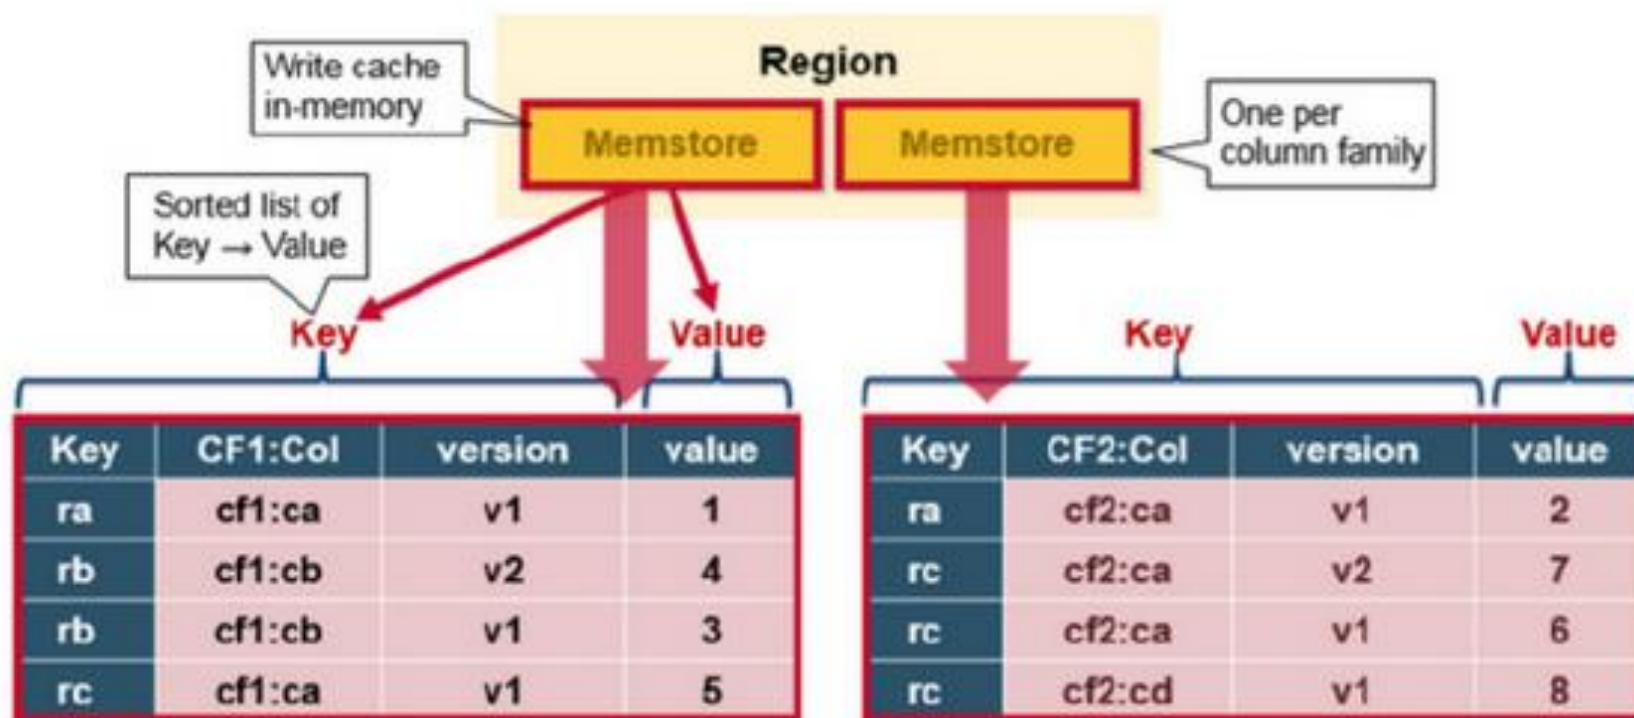 Region
Write cache
in-memory
Memstore
Memstore
One per
column family
Sorted list of
Key → Value
Key
Value
Key
Value
Key CF1:Col version value
ra cf1:ca v1 1
rb cf1:cb v2 4
rb cf1:cb v1 3
rc cf1:ca v1 5
Key CF2:Col version value
ra cf2:ca v1 2
rc cf2:ca v2 7
rc cf2:ca v1 6
rc cf2:cd v1 8